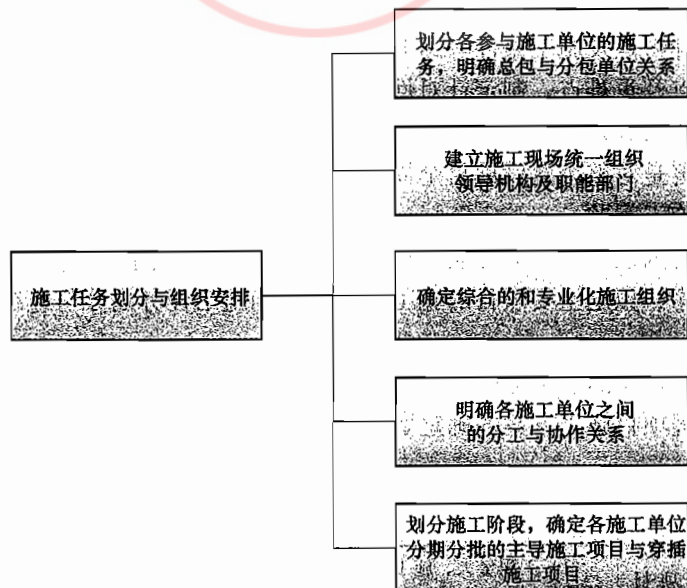 划分各参与施工单位的施工任
务，明确总包与分包单位关系
建立施工现场统一组织
领导机构及职能部门
施工任务划分与组织安排
确定综合的和专业化施工组织
明确各施工单位之间
的分工与协作关系
划分施工阶段，确定各施工单位
分期分批的主导施工项目与穿插
施工项目